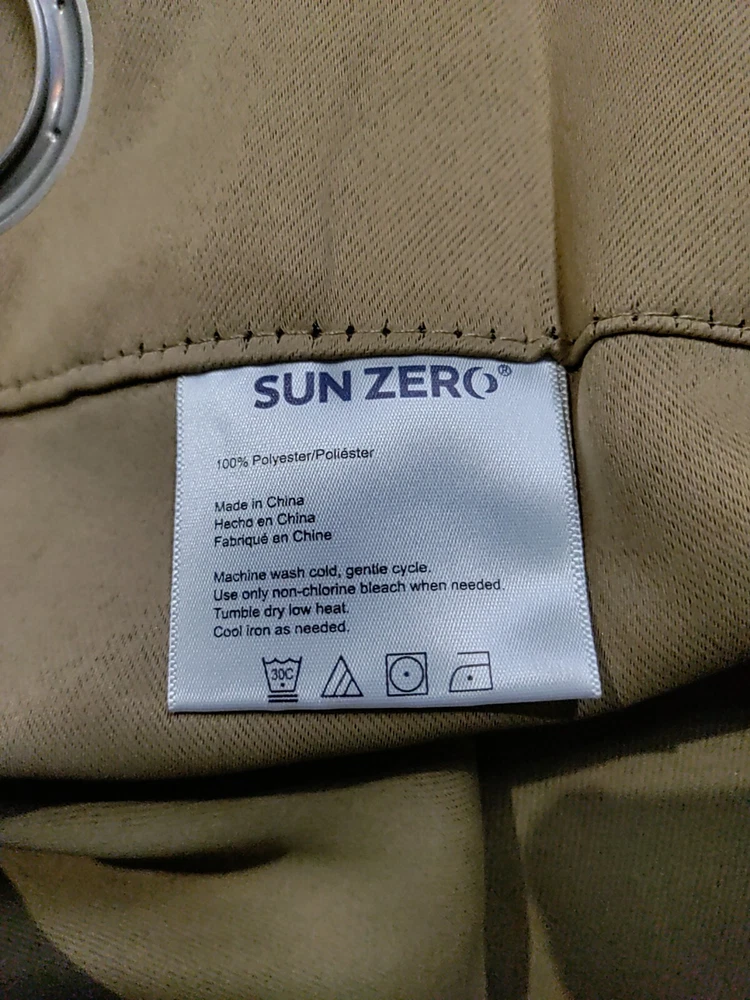 SUN ZERO®
100% Polyester/Poliéster
Made in China
Hecho en China
Fabriqué en Chine
Machine wash cold, gentle cycle.
Use only non-chlorine bleach when needed.
Tumble dry low heat.
Cool iron as needed.
30C